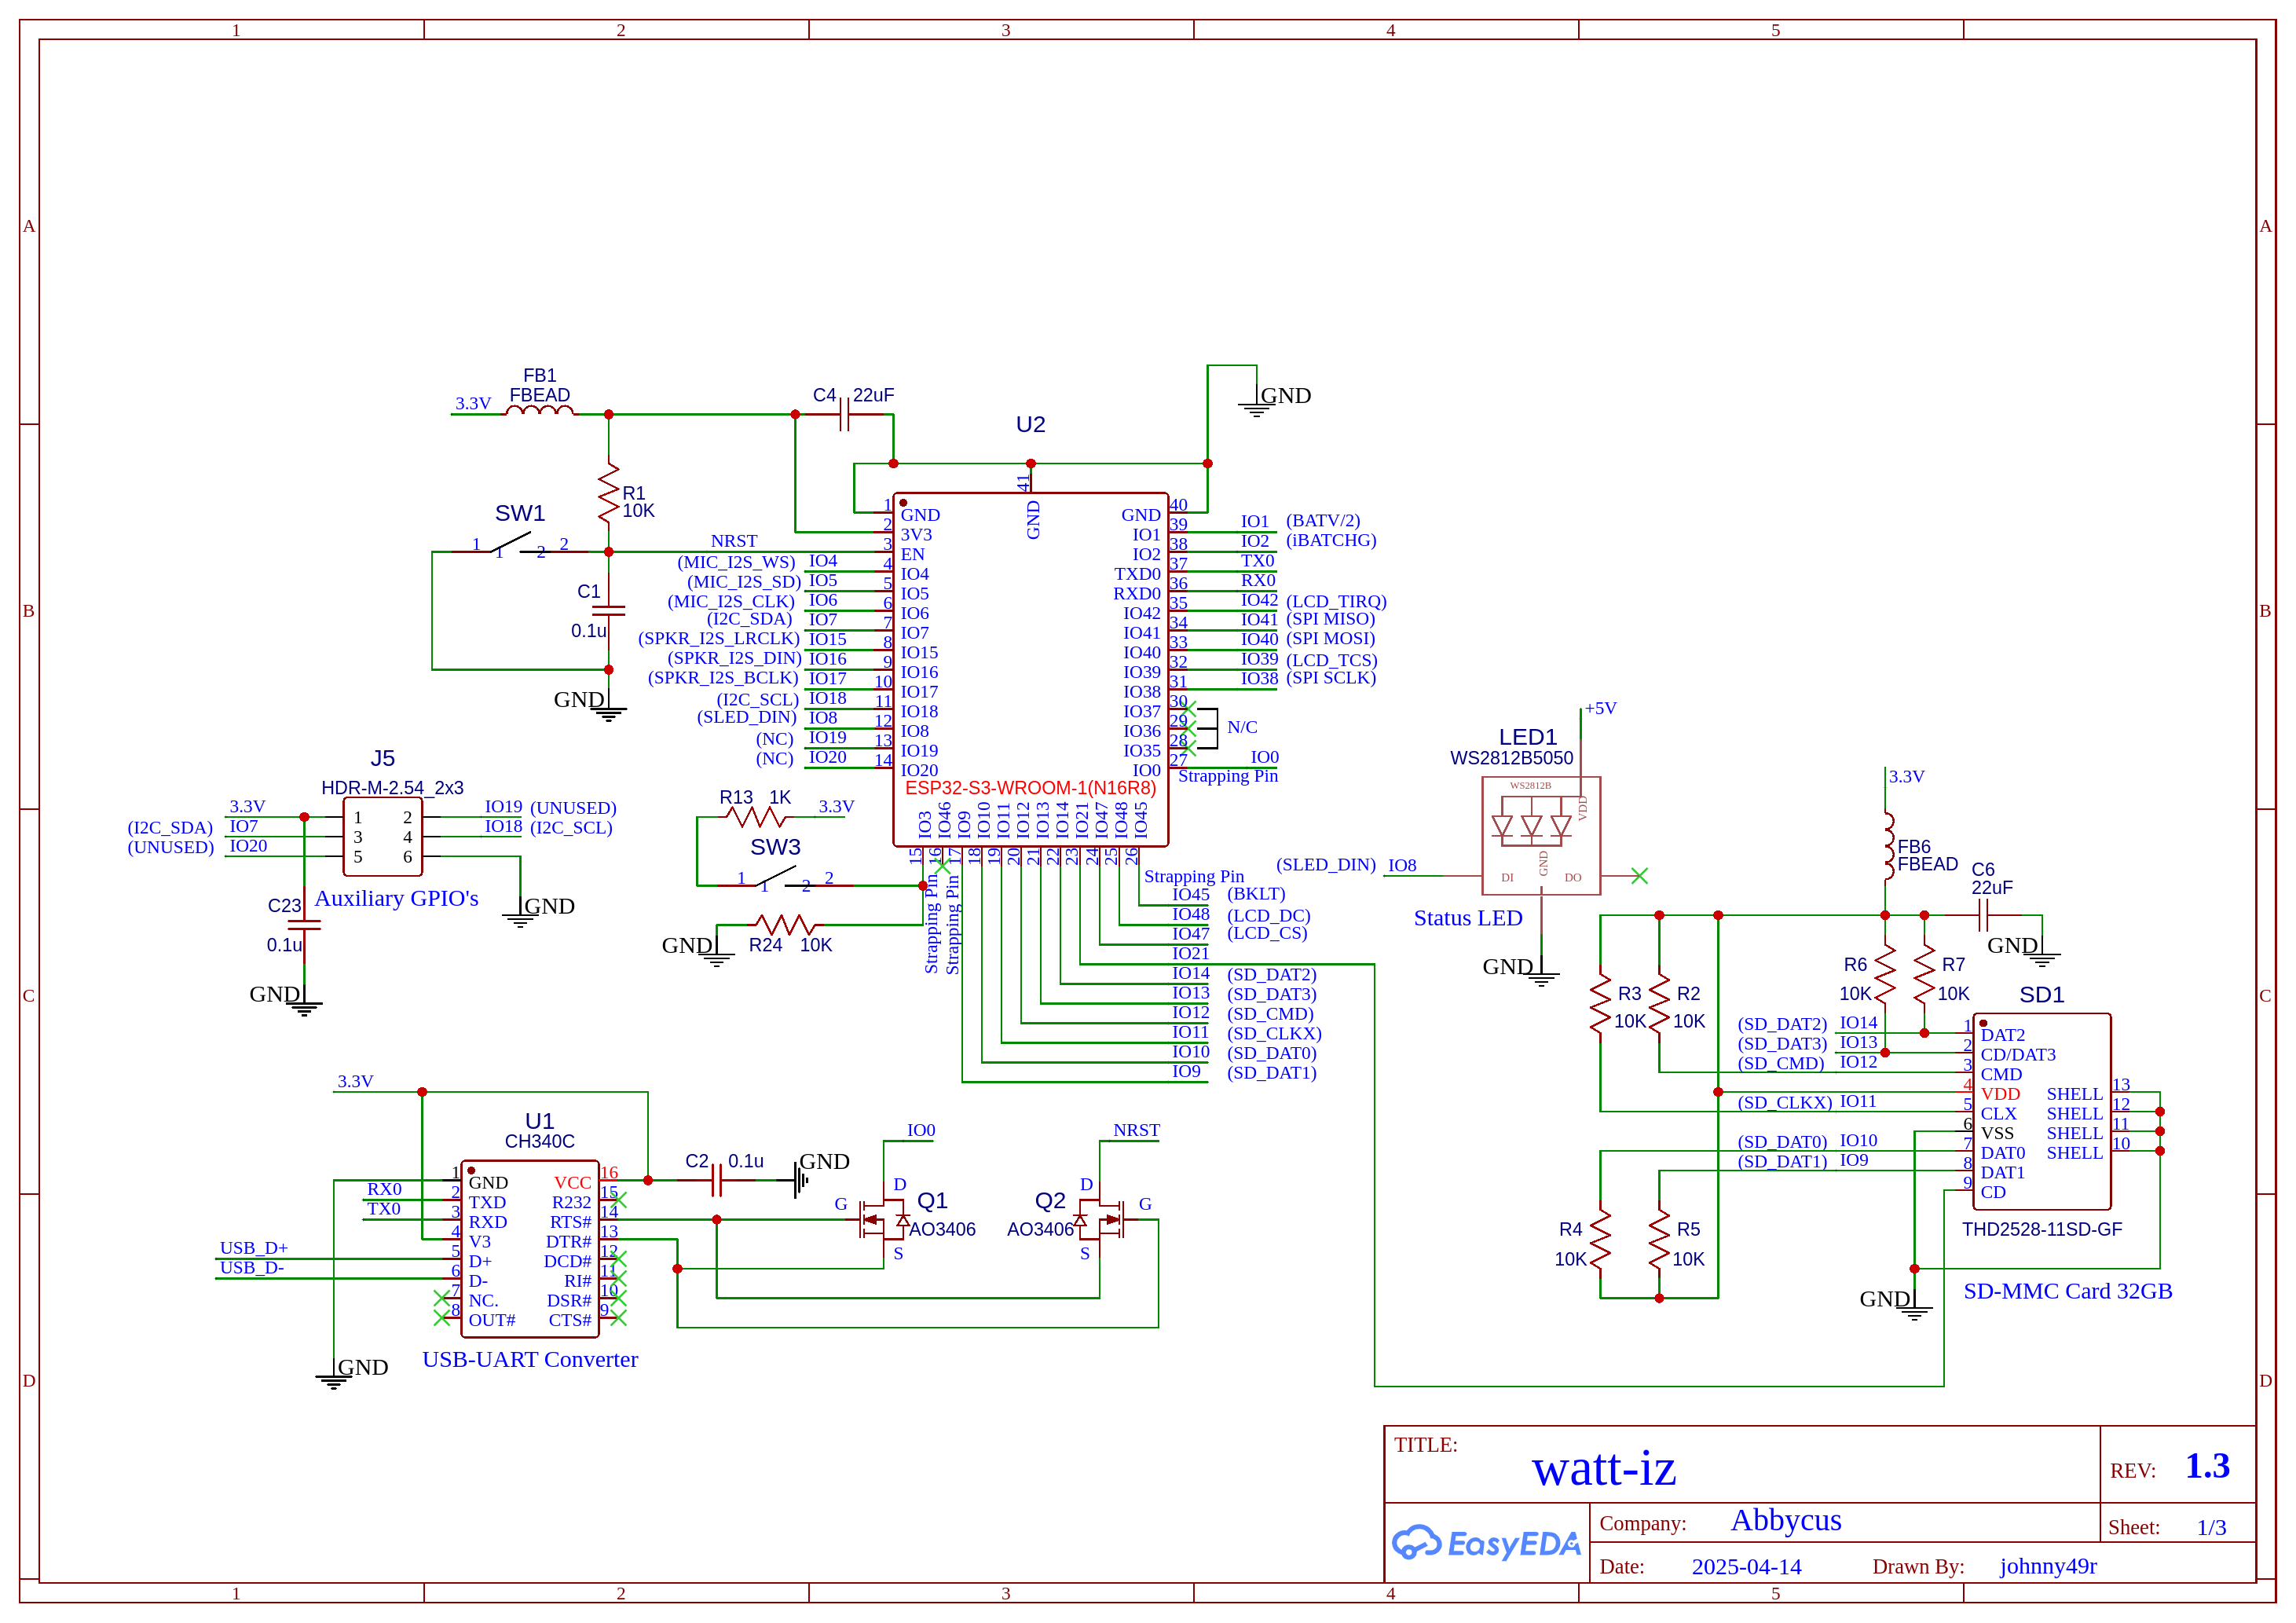 1 2 3 4 5
A A
B B
C C
D D
1 2 3 4 5
FB1
FBEAD
3.3V
C4 22uF
GND
U2
R1
10K
SW1
1 1 2 2
NRST
C1
0.1u
GND
41
GND
1 GND
2 3V3
3 EN
(MIC_I2S_WS) IO4 4 IO4
(MIC_I2S_SD) IO5 5 IO5
(MIC_I2S_CLK) IO6 6 IO6
(I2C_SDA) IO7 7 IO7
(SPKR_I2S_LRCLK) IO15 8 IO15
(SPKR_I2S_DIN) IO16 9 IO16
(SPKR_I2S_BCLK) IO17 10 IO17
(I2C_SCL) IO18 11 IO18
(SLED_DIN) IO8 12 IO8
(NC) IO19 13 IO19
(NC) IO20 14 IO20
GND 40
IO1 39 IO1 (BATV/2)
IO2 38 IO2 (iBATCHG)
TXD0 37 TX0
RXD0 36 RX0
IO42 35 IO42 (LCD_TIRQ)
IO41 34 IO41 (SPI MISO)
IO40 33 IO40 (SPI MOSI)
IO39 32 IO39 (LCD_TCS)
IO38 31 IO38 (SPI SCLK)
IO37 30
IO36 29 N/C
IO35 28
IO0 27 IO0
Strapping Pin
ESP32-S3-WROOM-1(N16R8)
IO3 IO46 IO9 IO10 IO11 IO12 IO13 IO14 IO21 IO47 IO48 IO45
15 16 17 18 19 20 21 22 23 24 25 26
Strapping Pin
Strapping Pin
Strapping Pin
IO45 (BKLT)
IO48 (LCD_DC)
IO47 (LCD_CS)
IO21
IO14 (SD_DAT2)
IO13 (SD_DAT3)
IO12 (SD_CMD)
IO11 (SD_CLKX)
IO10 (SD_DAT0)
IO9 (SD_DAT1)
R13 1K 3.3V
SW3
1 1 2 2
GND R24 10K
J5
HDR-M-2.54_2x3
3.3V 1 2 IO19 (UNUSED)
(I2C_SDA) IO7 3 4 IO18 (I2C_SCL)
(UNUSED) IO20 5 6
Auxiliary GPIO's
GND
C23
0.1u
GND
3.3V
U1
CH340C
1 GND VCC 16
RX0 2 TXD R232 15
TX0 3 RXD RTS# 14
4 V3 DTR# 13
USB_D+ 5 D+ DCD# 12
USB_D- 6 D- RI# 11
7 NC. DSR# 10
8 OUT# CTS# 9
USB-UART Converter
GND
C2 0.1u GND
IO0
D
G Q1
AO3406
S
NRST
D
Q2 G
AO3406
S
+5V
LED1
WS2812B5050
WS2812B
VDD
GND
DI DO
(SLED_DIN) IO8
Status LED
GND
3.3V
FB6
FBEAD
C6
22uF
GND
R3
10K
R2
10K
R6
10K
R7
10K
SD1
(SD_DAT2) IO14 1 DAT2
(SD_DAT3) IO13 2 CD/DAT3
(SD_CMD) IO12 3 CMD
4 VDD SHELL 13
(SD_CLKX) IO11 5 CLX SHELL 12
6 VSS SHELL 11
(SD_DAT0) IO10 7 DAT0 SHELL 10
(SD_DAT1) IO9 8 DAT1
9 CD
THD2528-11SD-GF
R4
10K
R5
10K
GND
SD-MMC Card 32GB
TITLE:
watt-iz
REV: 1.3
EasyEDA
Company: Abbycus
Sheet: 1/3
Date: 2025-04-14
Drawn By: johnny49r